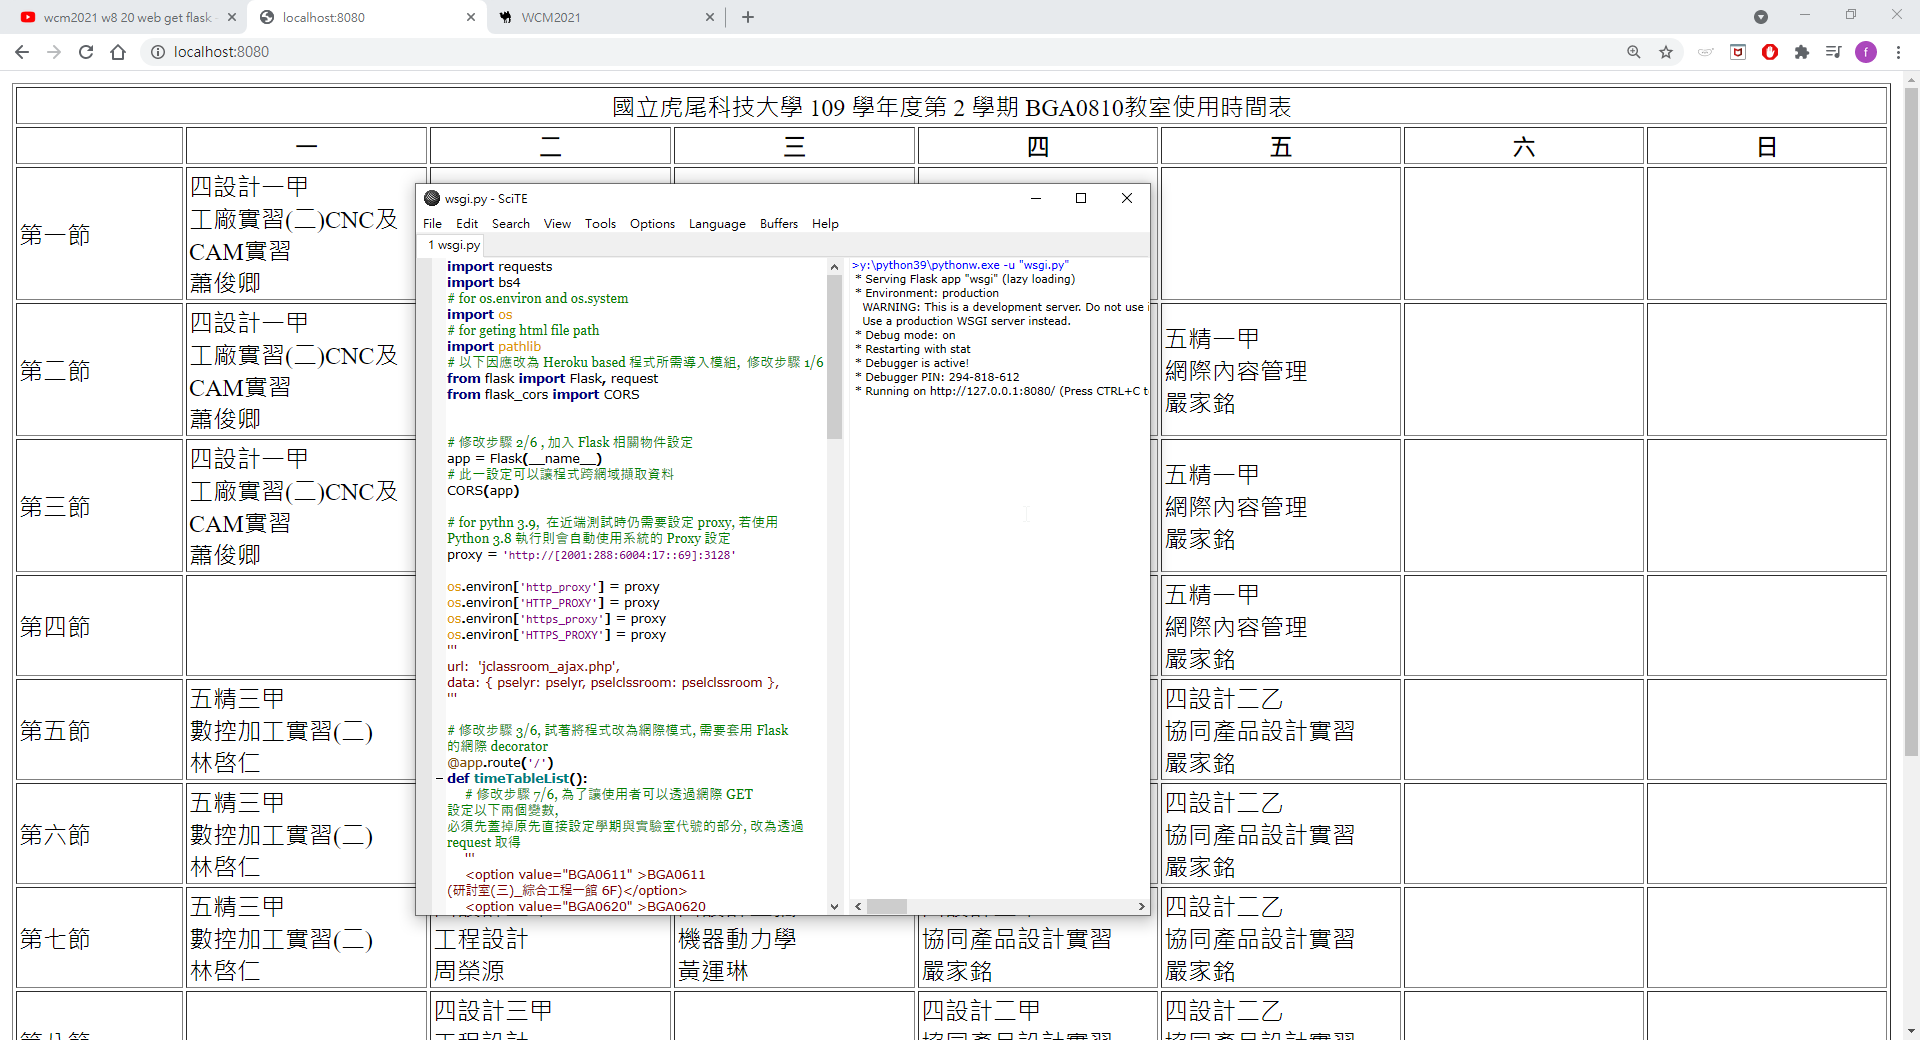 wcm2021 w8 20 web get flask
localhost:8080
WCM2021
localhost:8080
f
國立虎尾科技大學 109 學年度第 2 學期 BGA0810教室使用時間表
一 二 三 四 五 六 日
第一節
四設計一甲
工廠實習(二)CNC及
CAM實習
蕭俊卿
第二節
四設計一甲
工廠實習(二)CNC及
CAM實習
蕭俊卿
五精一甲
網際內容管理
嚴家銘
第三節
四設計一甲
工廠實習(二)CNC及
CAM實習
蕭俊卿
五精一甲
網際內容管理
嚴家銘
第四節
五精一甲
網際內容管理
嚴家銘
第五節
五精三甲
數控加工實習(二)
林啓仁
四設計二乙
協同產品設計實習
嚴家銘
第六節
五精三甲
數控加工實習(二)
林啓仁
四設計二乙
協同產品設計實習
嚴家銘
第七節
五精三甲
數控加工實習(二)
林啓仁
工程設計
周榮源
機器動力學
黃運琳
協同產品設計實習
嚴家銘
四設計二乙
協同產品設計實習
嚴家銘
第八節
四設計三甲
工程設計
四設計二甲
協同產品設計實習
四設計二乙
協同產品設計實習
wsgi.py - SciTE
File Edit Search View Tools Options Language Buffers Help
1 wsgi.py
import requests
import bs4
# for os.environ and os.system
import os
# for geting html file path
import pathlib
# 以下因應改為 Heroku based 程式所需導入模組, 修改步驟 1/6
from flask import Flask, request
from flask_cors import CORS
# 修改步驟 2/6 , 加入 Flask 相關物件設定
app = Flask(__name__)
# 此一設定可以讓程式跨網域擷取資料
CORS(app)
# for pythn 3.9, 在近端測試時仍需要設定 proxy, 若使用
Python 3.8 執行則會自動使用系統的 Proxy 設定
proxy = 'http://[2001:288:6004:17::69]:3128'
os.environ['http_proxy'] = proxy
os.environ['HTTP_PROXY'] = proxy
os.environ['https_proxy'] = proxy
os.environ['HTTPS_PROXY'] = proxy
'''
url: 'jclassroom_ajax.php',
data: { pselyr: pselyr, pselclssroom: pselclssroom },
'''
# 修改步驟 3/6, 試著將程式改為網際模式, 需要套用 Flask
的網際 decorator
@app.route('/')
def timeTableList():
# 修改步驟 7/6, 為了讓使用者可以透過網際 GET
設定以下兩個變數,
必須先蓋掉原先直接設定學期與實驗室代號的部分, 改為透過
request 取得
'''
<option value="BGA0611" >BGA0611
(研討室(三)_綜合工程一館 6F)</option>
<option value="BGA0620" >BGA0620
>y:\python39\pythonw.exe -u "wsgi.py"
* Serving Flask app "wsgi" (lazy loading)
* Environment: production
WARNING: This is a development server. Do not use i
Use a production WSGI server instead.
* Debug mode: on
* Restarting with stat
* Debugger is active!
* Debugger PIN: 294-818-612
* Running on http://127.0.0.1:8080/ (Press CTRL+C t